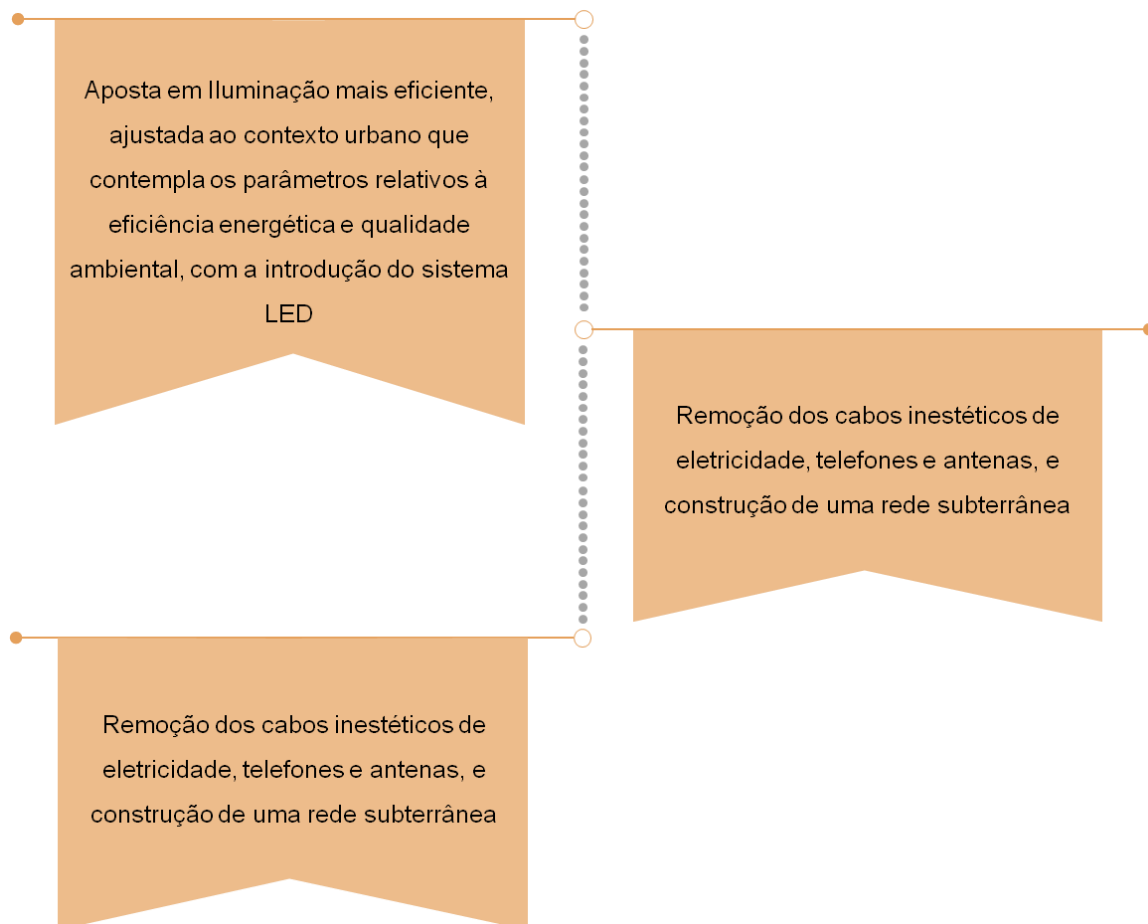 Aposta em Iluminação mais eficiente,
ajustada ao contexto urbano que
contempla os parâmetros relativos à
eficiência energética e qualidade
ambiental, com a introdução do sistema
LED
Remoção dos cabos inestéticos de
eletricidade, telefones e antenas, e
construção de uma rede subterrânea
Remoção dos cabos inestéticos de
eletricidade, telefones e antenas, e
construção de uma rede subterrânea